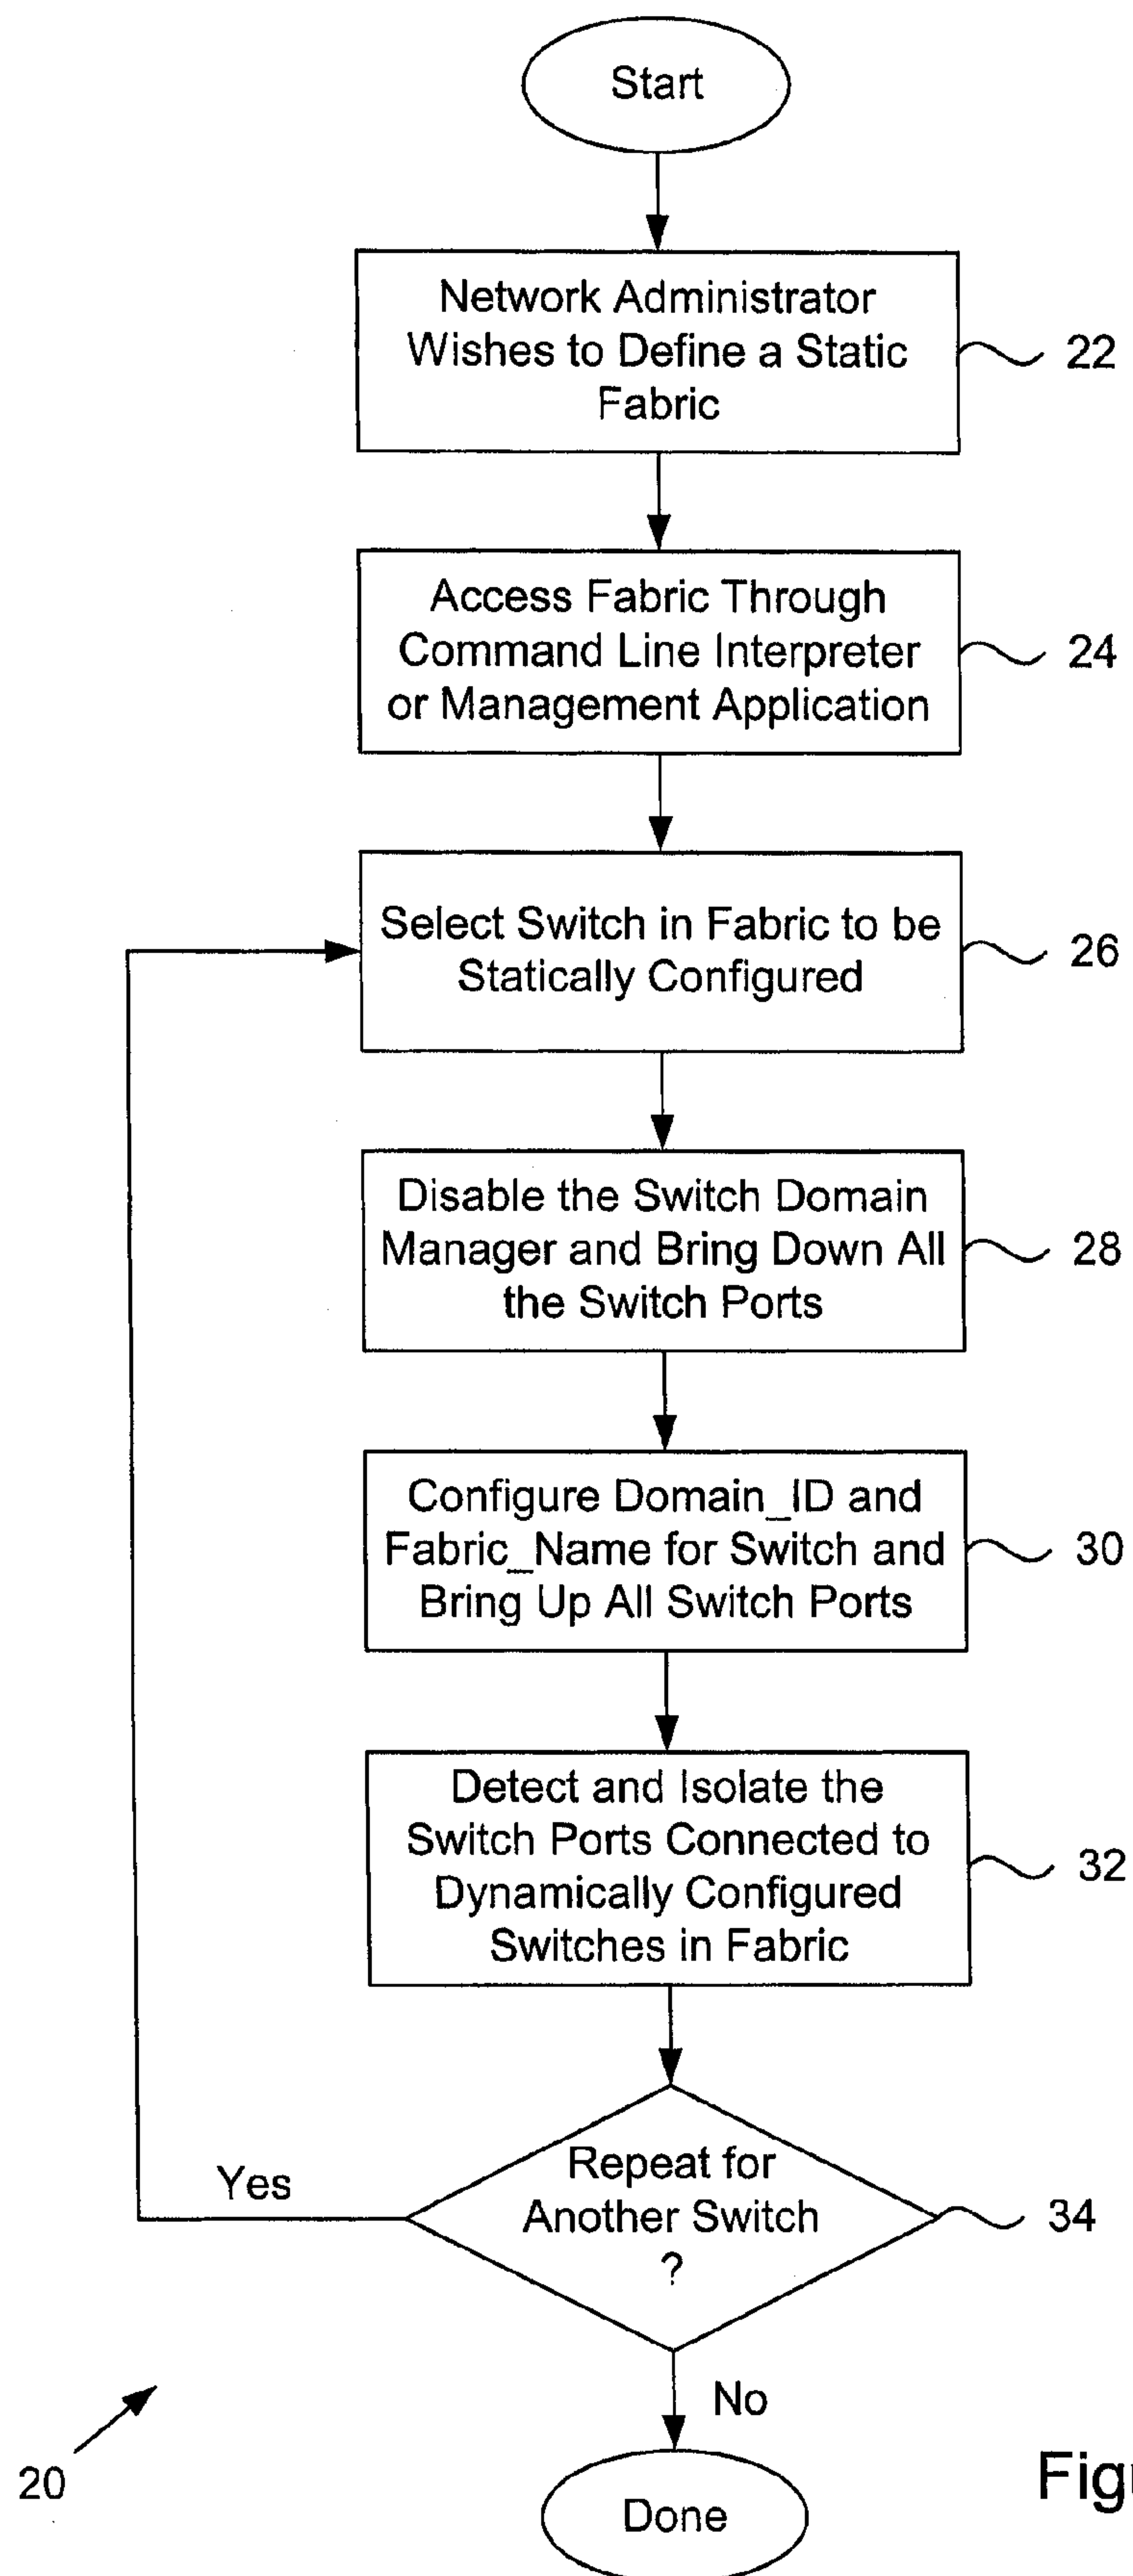 Start
Network Administrator
Wishes to Define a Static
Fabric
22
Access Fabric Through
Command Line Interpreter
or Management Application
24
Select Switch in Fabric to be
Statically Configured
26
Disable the Switch Domain
Manager and Bring Down All
the Switch Ports
28
Configure Domain_ID and
Fabric_Name for Switch and
Bring Up All Switch Ports
30
Detect and Isolate the
Switch Ports Connected to
Dynamically Configured
Switches in Fabric
32
Repeat for
Another Switch
?
34
Yes
No
20
Done